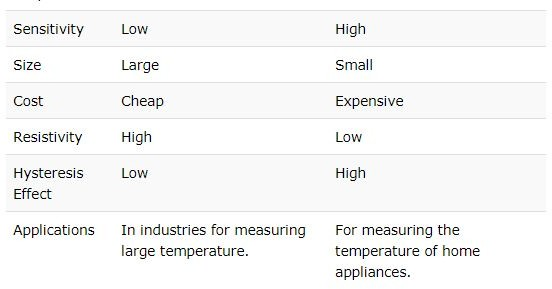 Sensitivity Low High
Size Large Small
Cost Cheap Expensive
Resistivity High Low
Hysteresis Low High
Effect
Applications In industries for measuring For measuring the
large temperature. temperature of home
appliances.